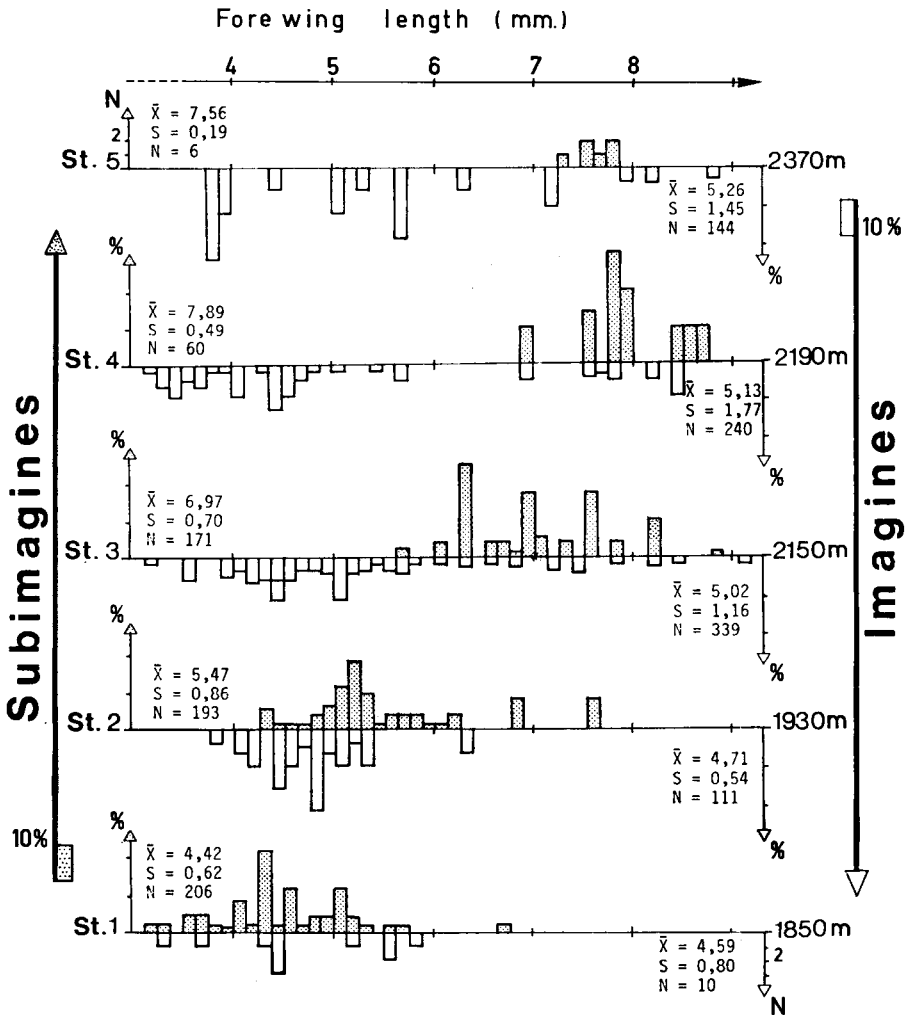 Fore wing length (mm.)
4 5 6 7 8
N
2
X̄ = 7,56
S = 0,19
N = 6
St. 5
2370m
X̄ = 5,26
S = 1,45
N = 144
%
10%
%
X̄ = 7,89
S = 0,49
N = 60
St. 4
2190m
X̄ = 5,13
S = 1,77
N = 240
%
%
X̄ = 6,97
S = 0,70
N = 171
St. 3
2150m
X̄ = 5,02
S = 1,16
N = 339
%
%
X̄ = 5,47
S = 0,86
N = 193
St. 2
1930m
X̄ = 4,71
S = 0,54
N = 111
%
10%
%
X̄ = 4,42
S = 0,62
N = 206
St. 1
1850m
2
X̄ = 4,59
S = 0,80
N = 10
N
Subimagines
Imagines